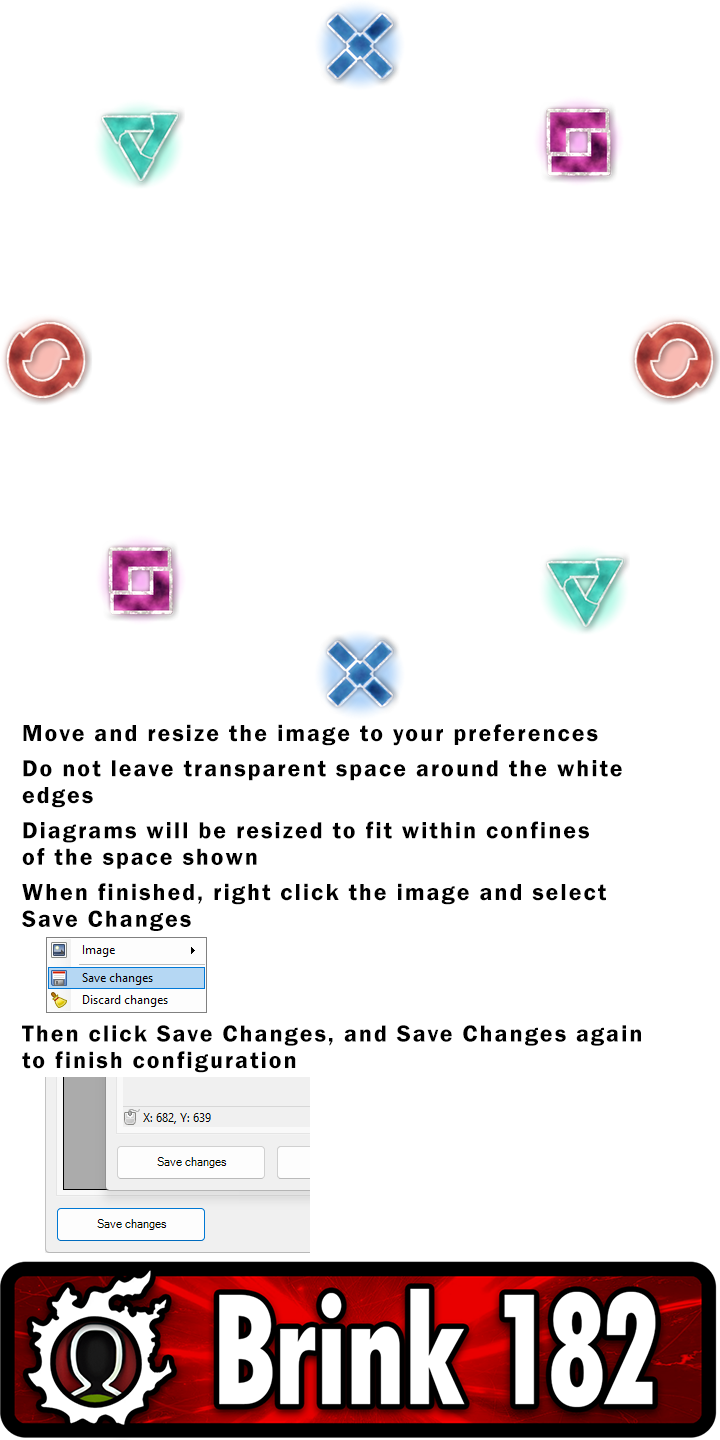 Move and resize the image to your preferences
Do not leave transparent space around the white
edges
Diagrams will be resized to fit within confines
of the space shown
When finished, right click the image and select
Save Changes
Image
Save changes
Discard changes
Then click Save Changes, and Save Changes again
to finish configuration
X: 682, Y: 639
Save changes
Save changes
Brink 182